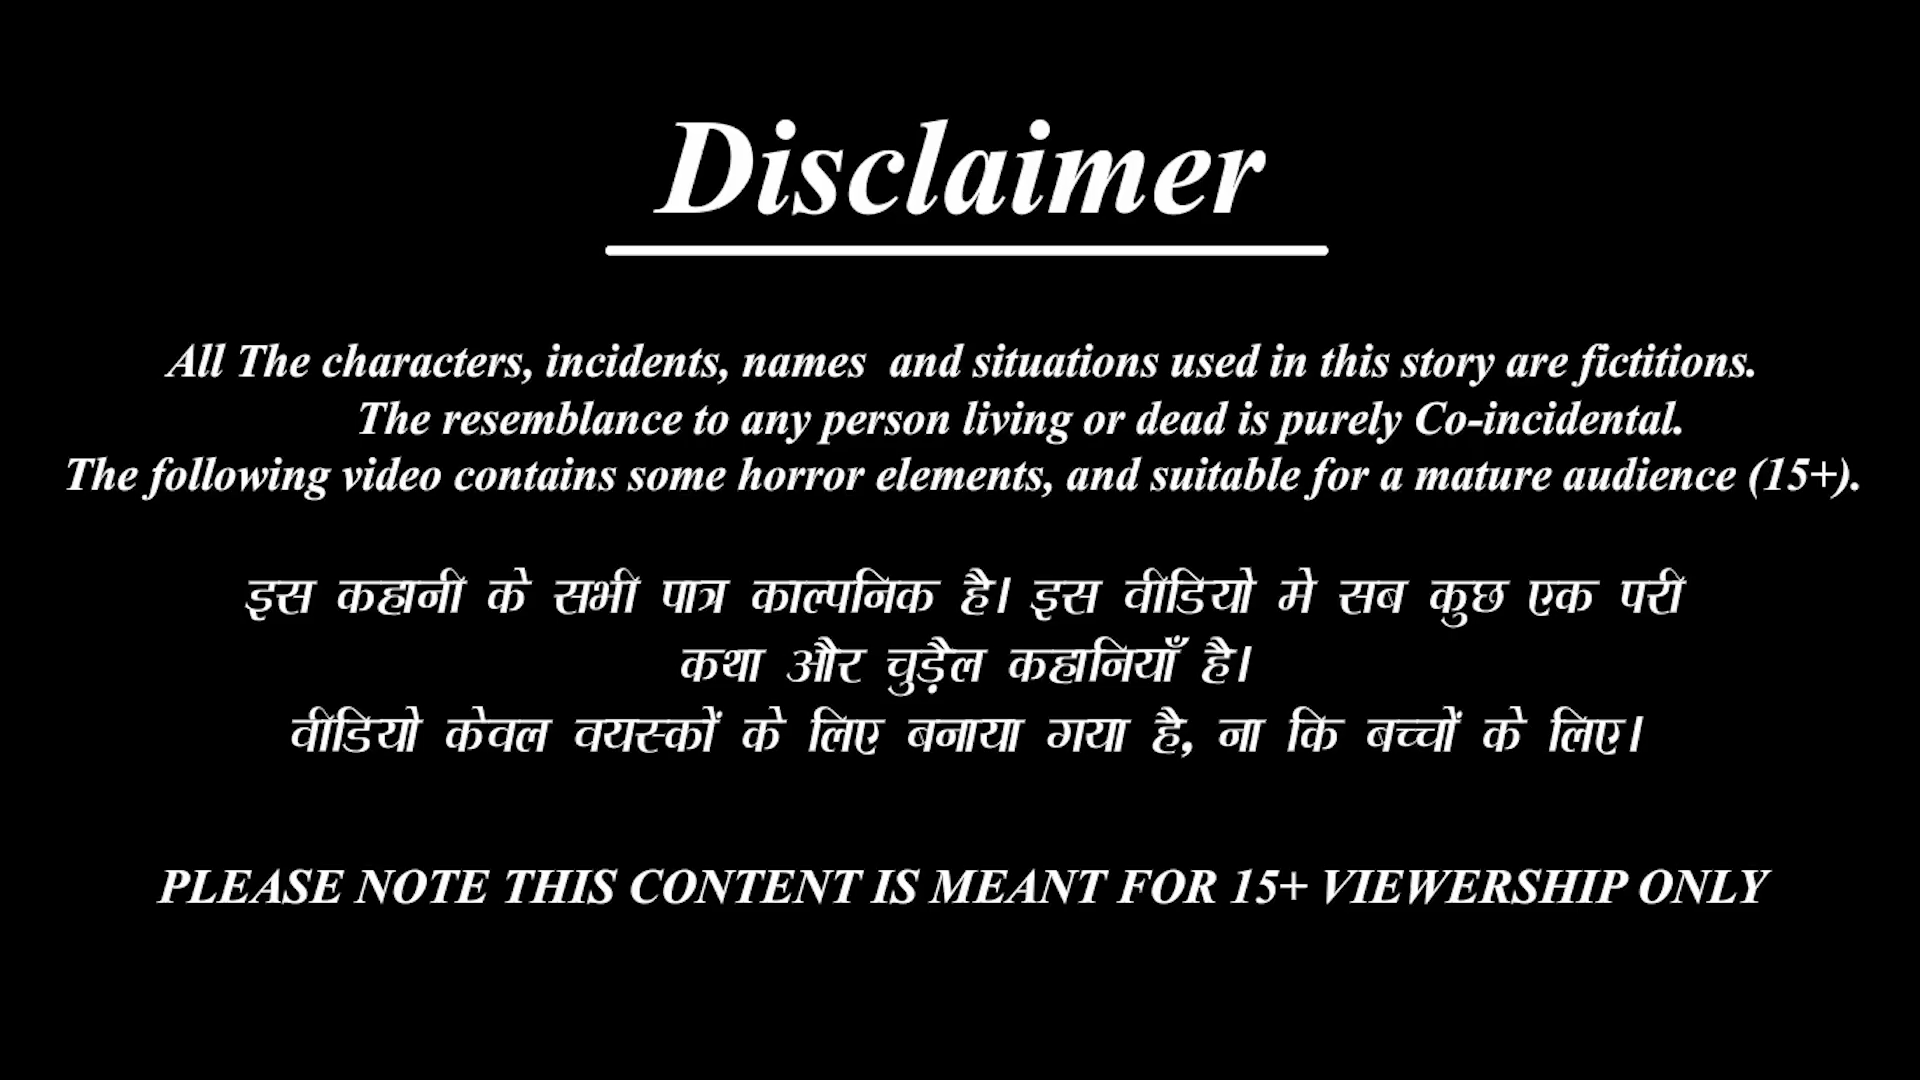 Disclaimer
All The characters, incidents, names and situations used in this story are fictitions.
The resemblance to any person living or dead is purely Co-incidental.
The following video contains some horror elements, and suitable for a mature audience (15+).
इस कहानी के सभी पात्र काल्पनिक है। इस वीडियो मे सब कुछ एक परी
कथा और चुड़ैल कहानियाँ है।
वीडियो केवल वयस्कों के लिए बनाया गया है, ना कि बच्चों के लिए।
PLEASE NOTE THIS CONTENT IS MEANT FOR 15+ VIEWERSHIP ONLY